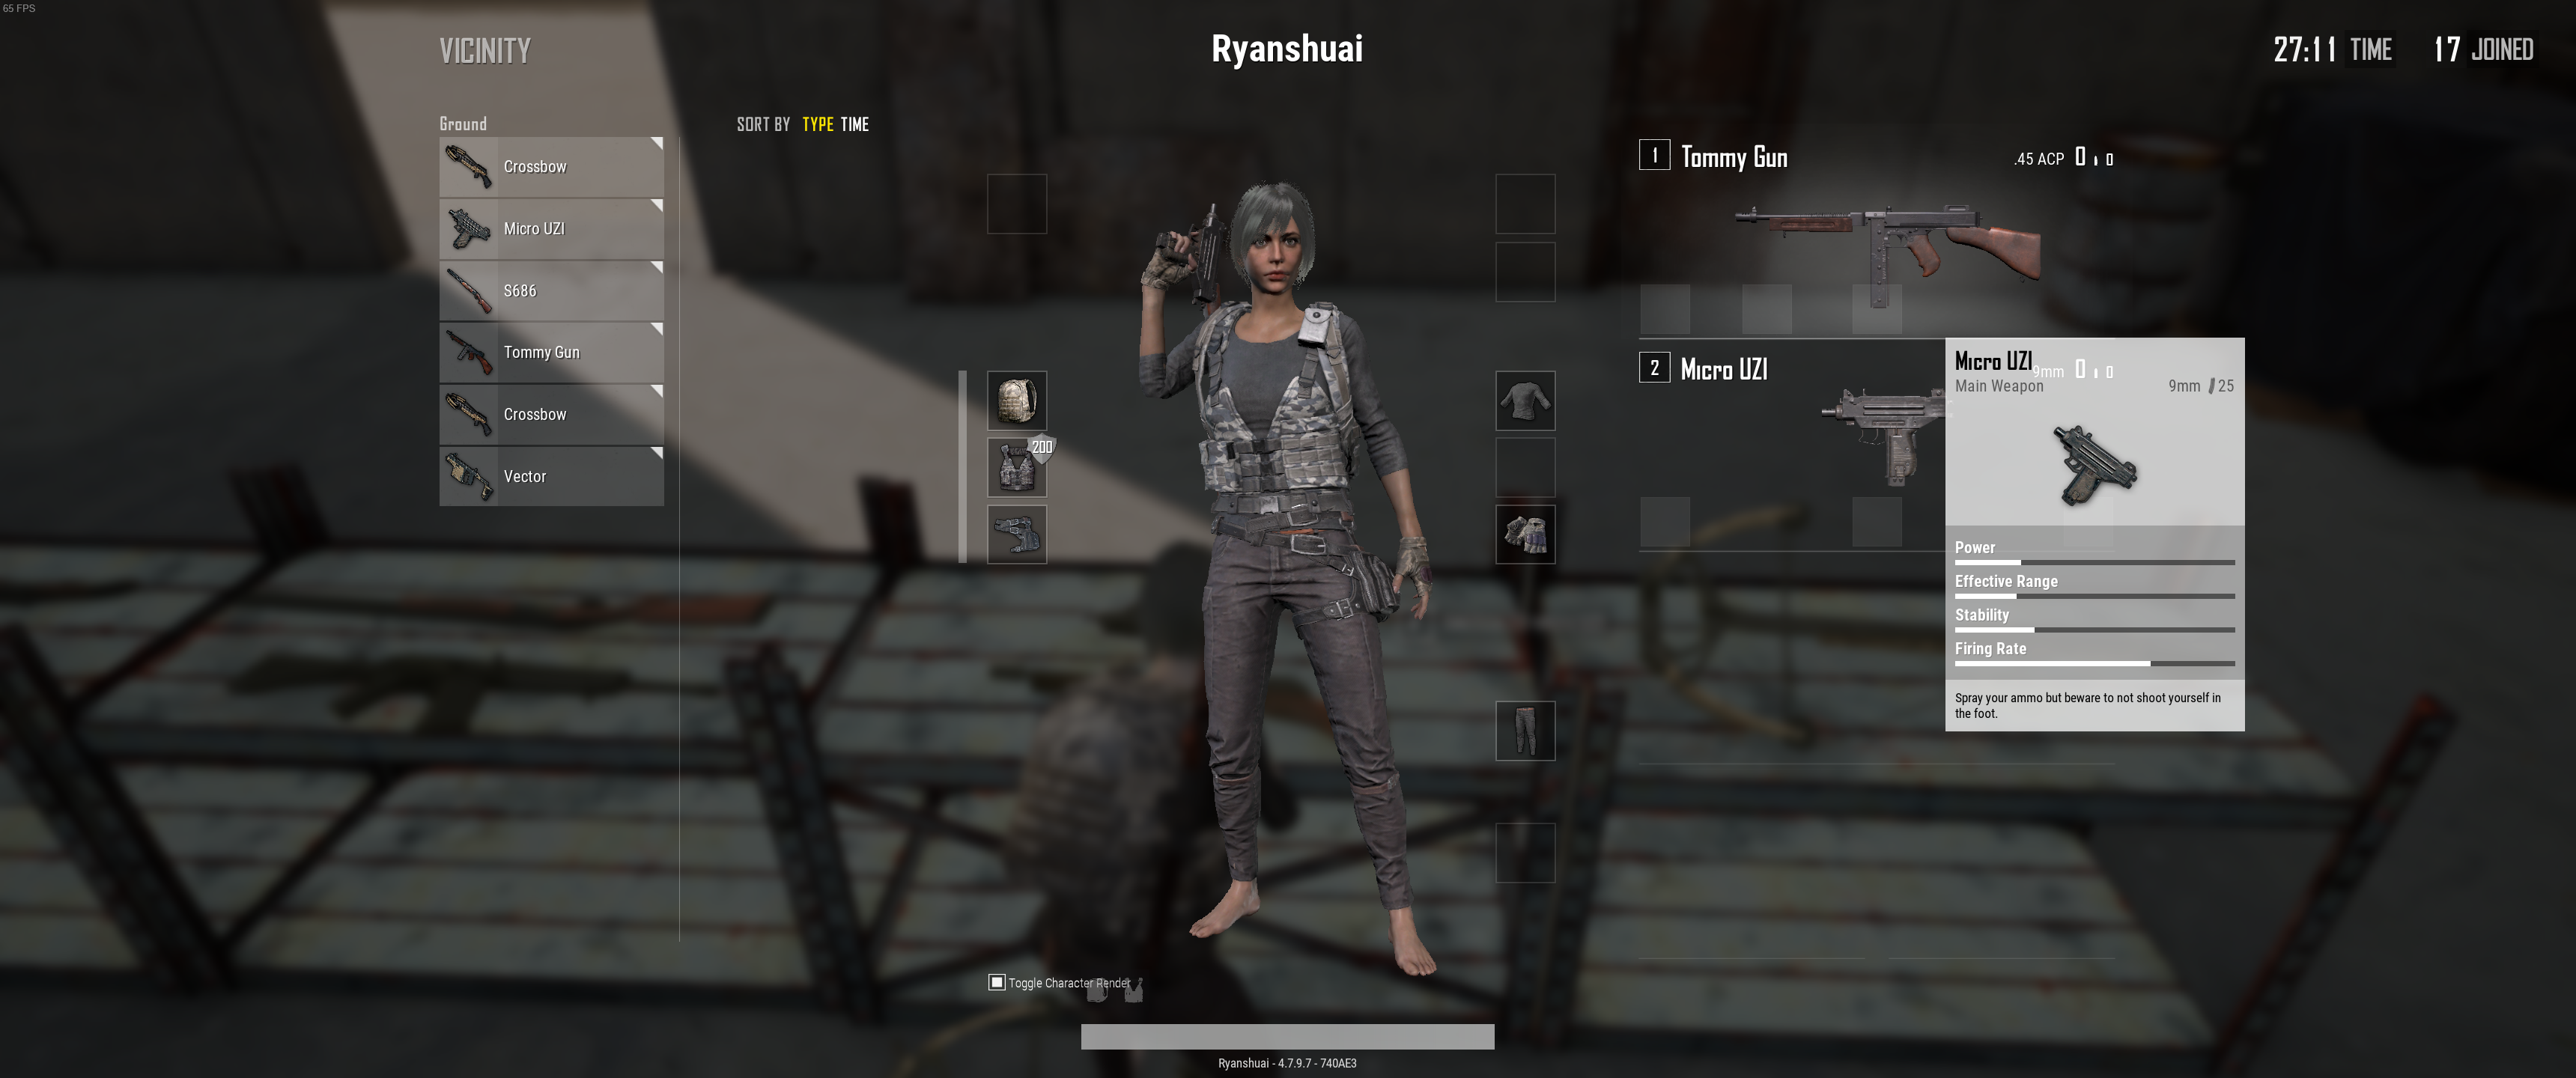 65 FPS
VICINITY
Ryanshuai
27:11 TIME 17 JOINED
Ground
SORT BY TYPE TIME
Crossbow
Micro UZI
S686
Tommy Gun
Crossbow
Vector
200
1 Tommy Gun .45 ACP 0 0
2 Micro UZI 9mm 0 0
Micro UZI
Main Weapon 9mm 25
Power
Effective Range
Stability
Firing Rate
Spray your ammo but beware to not shoot yourself in
the foot.
Toggle Character Render
Ryanshuai - 4.7.9.7 - 740AE3